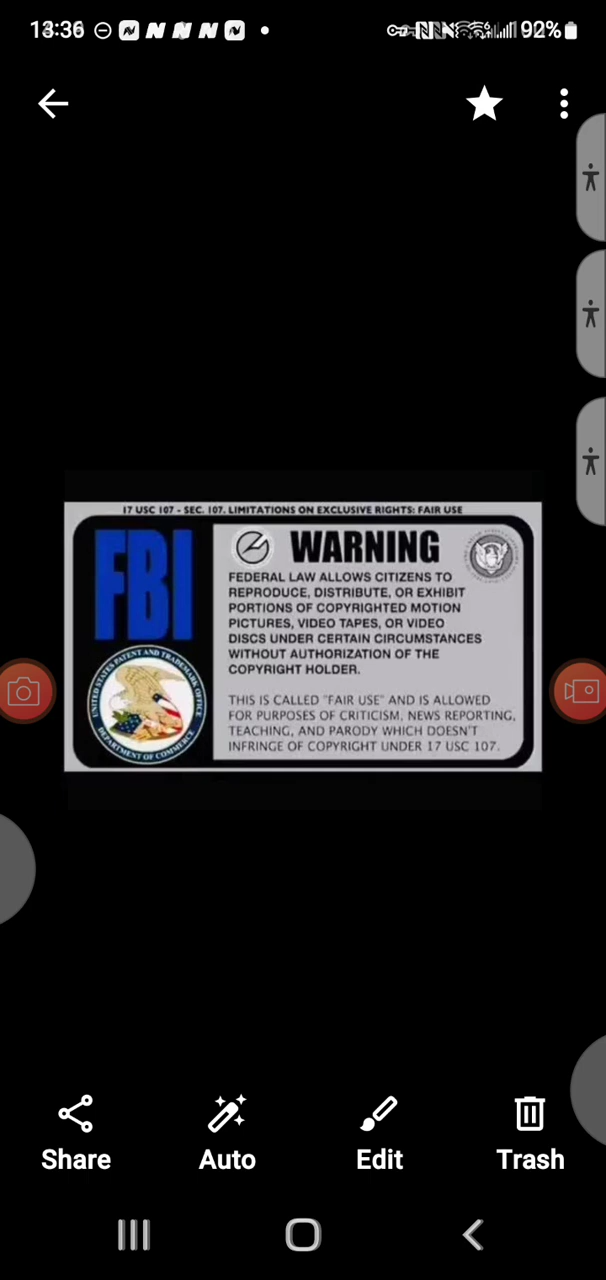 92%
17 USC 107 - SEC. 107. LIMITATIONS ON EXCLUSIVE RIGHTS: FAIR USE
FBI
WARNING
FEDERAL LAW ALLOWS CITIZENS TO
REPRODUCE, DISTRIBUTE, OR EXHIBIT
PORTIONS OF COPYRIGHTED MOTION
PICTURES, VIDEO TAPES, OR VIDEO
DISCS UNDER CERTAIN CIRCUMSTANCES
WITHOUT AUTHORIZATION OF THE
COPYRIGHT HOLDER.
THIS IS CALLED "FAIR USE" AND IS ALLOWED
FOR PURPOSES OF CRITICISM, NEWS REPORTING,
TEACHING, AND PARODY WHICH DOESN'T
INFRINGE OF COPYRIGHT UNDER 17 USC 107.
UNITED STATES PATENT AND TRADEMARK OFFICE
DEPARTMENT OF COMMERCE
Share
Auto
Edit
Trash